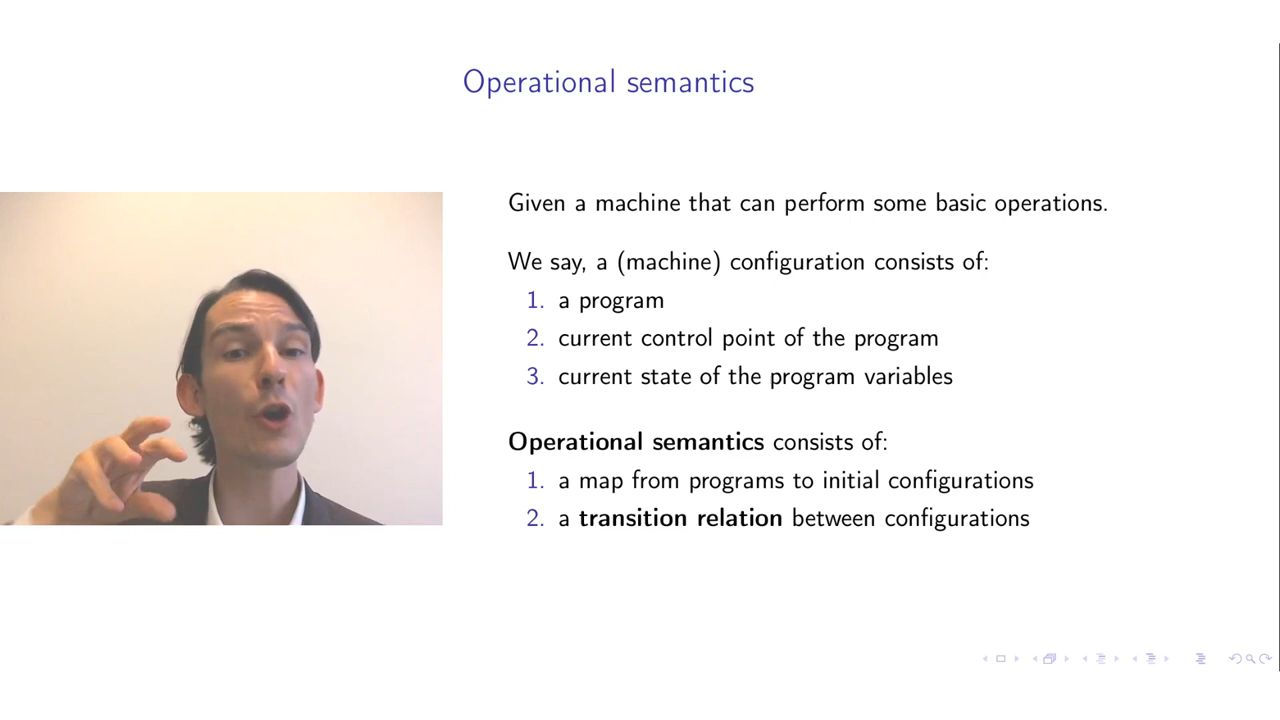 Operational semantics
Given a machine that can perform some basic operations.
We say, a (machine) configuration consists of:
1. a program
2. current control point of the program
3. current state of the program variables
Operational semantics consists of:
1. a map from programs to initial configurations
2. a transition relation between configurations